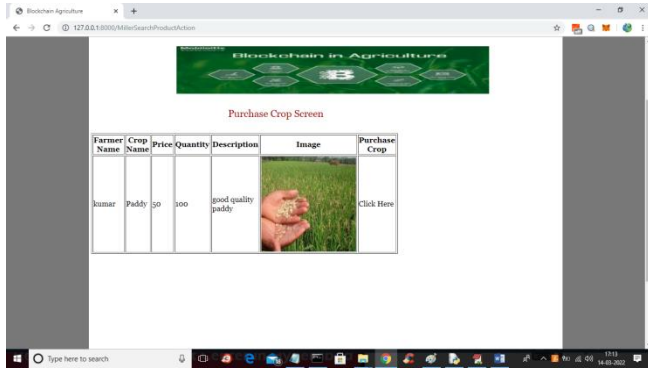 Blockchain Agriculture
127.0.0.1:8000/MillerSearchProductAction
Blockchain in Agriculture
Purchase Crop Screen
Farmer Name Crop Name Price Quantity Description Image Purchase Crop
kumar Paddy 50 100 good quality paddy Click Here
Type here to search
17:13
14-03-2022